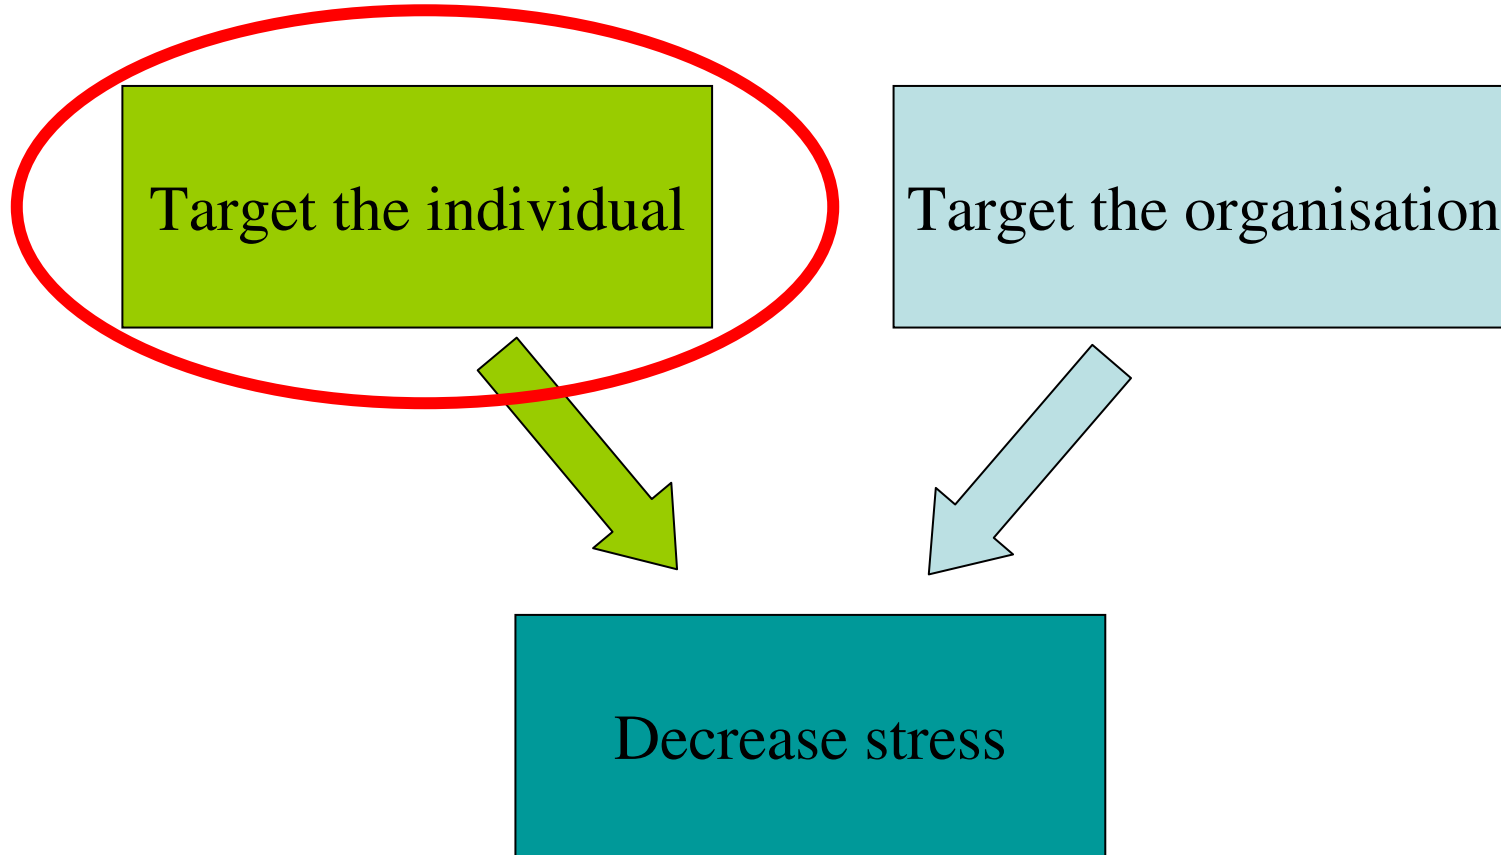 Target the individual
Target the organisation
Decrease stress